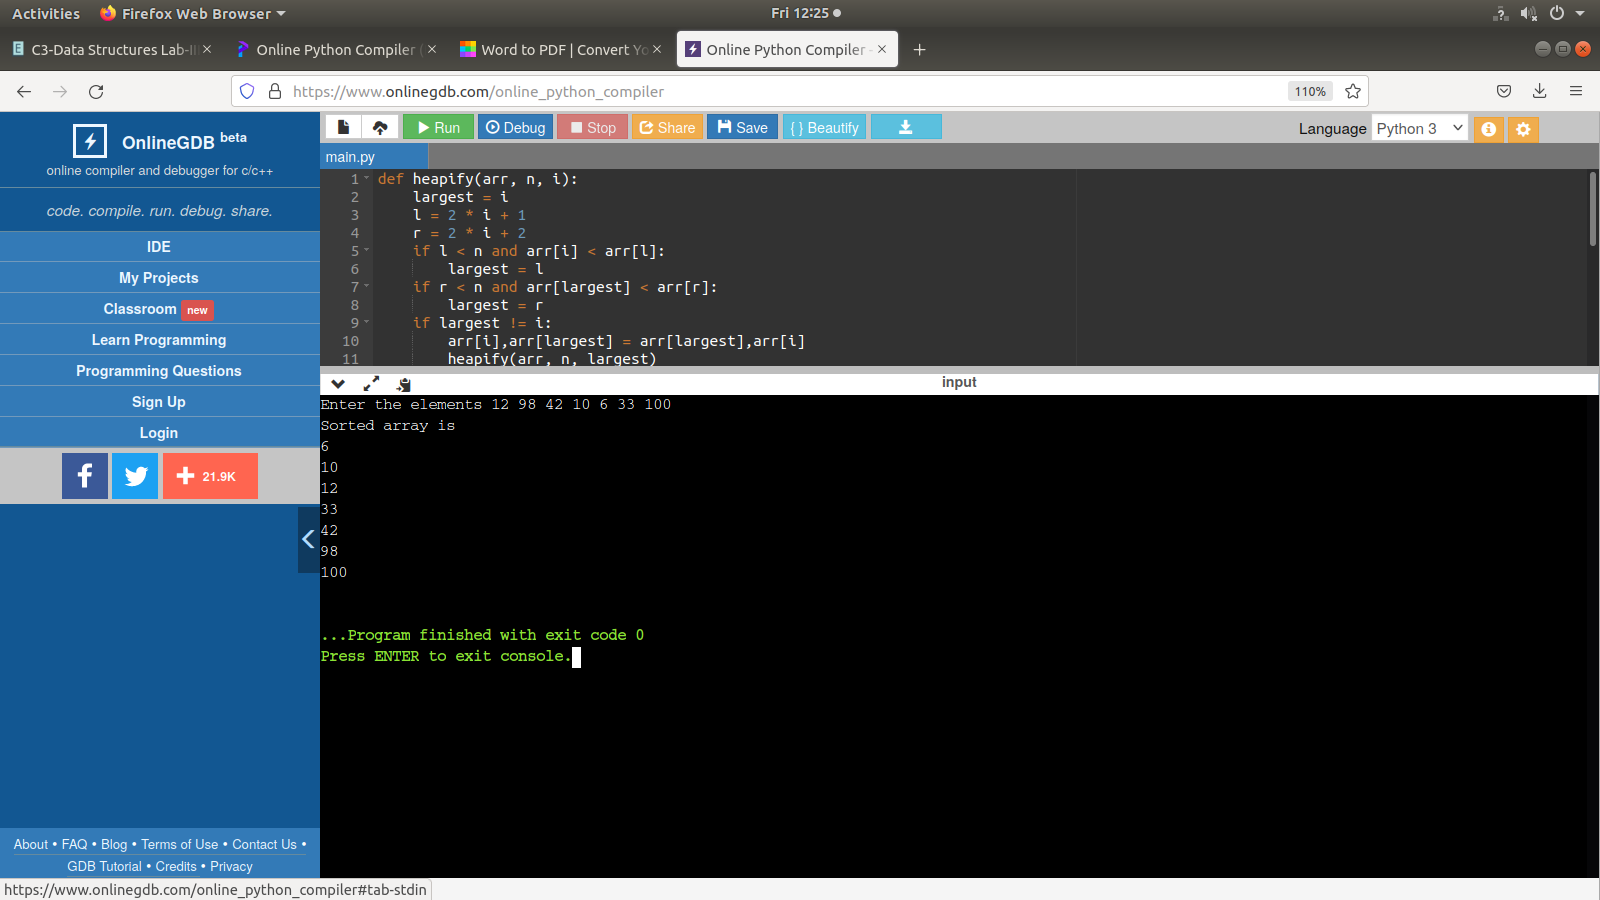 Activities Firefox Web Browser Fri 12:25
C3-Data Structures Lab-II Online Python Compiler ( Word to PDF | Convert Yo Online Python Compiler -
https://www.onlinegdb.com/online_python_compiler 110%
OnlineGDB beta
online compiler and debugger for c/c++
code. compile. run. debug. share.
IDE
My Projects
Classroom new
Learn Programming
Programming Questions
Sign Up
Login
f + 21.9K
Run Debug Stop Share Save { } Beautify Language Python 3
main.py
1 def heapify(arr, n, i):
2 largest = i
3 l = 2 * i + 1
4 r = 2 * i + 2
5 if l < n and arr[i] < arr[l]:
6 largest = l
7 if r < n and arr[largest] < arr[r]:
8 largest = r
9 if largest != i:
10 arr[i],arr[largest] = arr[largest],arr[i]
11 heapify(arr, n, largest)
input
Enter the elements 12 98 42 10 6 33 100
Sorted array is
6
10
12
33
42
98
100
...Program finished with exit code 0
Press ENTER to exit console.
About • FAQ • Blog • Terms of Use • Contact Us •
GDB Tutorial • Credits • Privacy
https://www.onlinegdb.com/online_python_compiler#tab-stdin